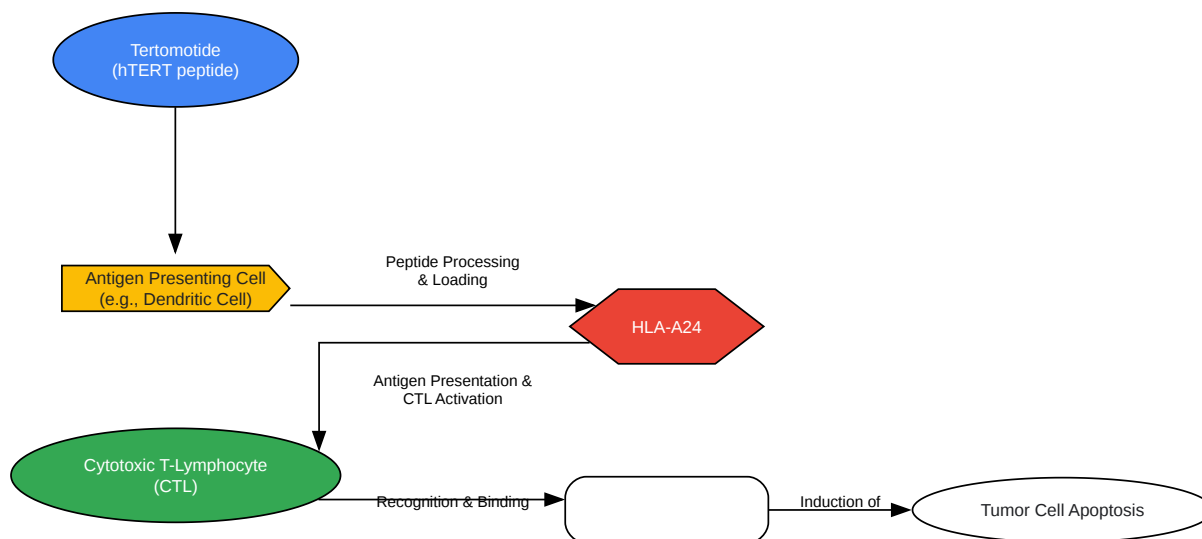 Tertomotide
(hTERT peptide)
Antigen Presenting Cell
(e.g., Dendritic Cell)
Peptide Processing
& Loading
HLA-A24
Antigen Presentation &
CTL Activation
Cytotoxic T-Lymphocyte
(CTL)
Recognition & Binding
Induction of
Tumor Cell Apoptosis